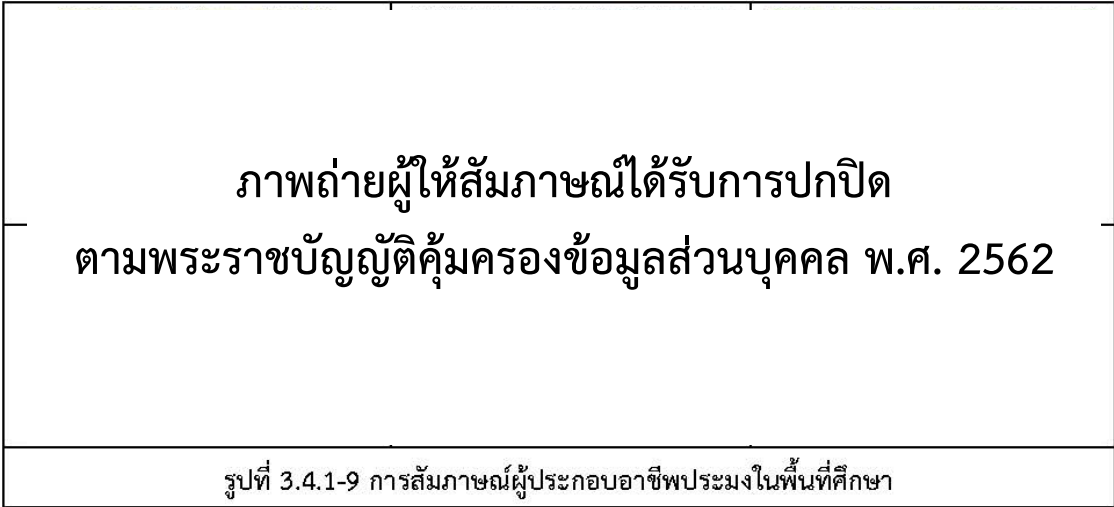 ภาพถ่ายผู้ให้สัมภาษณ์ได้รับการปกปิด
ตามพระราชบัญญัติคุ้มครองข้อมูลส่วนบุคคล พ.ศ. 2562
รูปที่ 3.4.1-9 การสัมภาษณ์ผู้ประกอบอาชีพประมงในพื้นที่ศึกษา